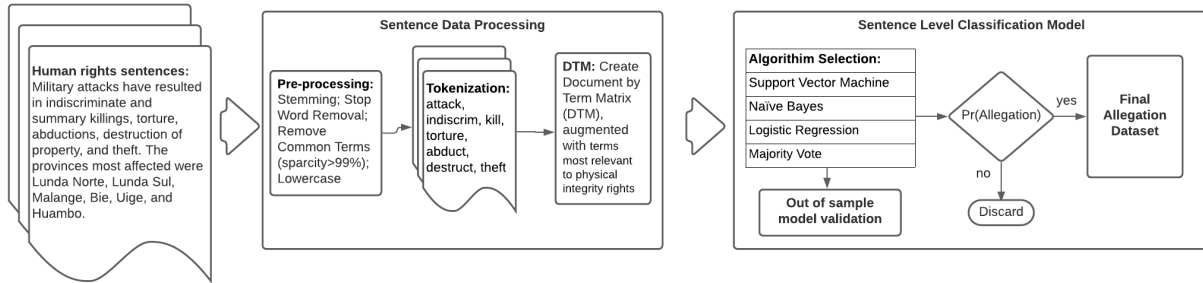 Human rights sentences:
Military attacks have resulted
in indiscriminate and
summary killings, torture,
abductions, destruction of
property, and theft. The
provinces most affected were
Lunda Norte, Lunda Sul,
Malange, Bie, Uige, and
Huambo.
Sentence Data Processing
Pre-processing:
Stemming; Stop
Word Removal;
Remove
Common Terms
(sparcity>99%);
Lowercase
Tokenization:
attack,
indiscrim, kill,
torture,
abduct,
destruct, theft
DTM: Create
Document by
Term Matrix
(DTM),
augmented
with terms
most relevant
to physical
integrity rights
Sentence Level Classification Model
Algorithim Selection:
Support Vector Machine
Naïve Bayes
Logistic Regression
Majority Vote
Out of sample
model validation
Pr(Allegation)
yes
no
Discard
Final
Allegation
Dataset